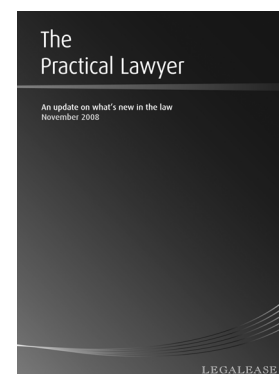 The
Practical Lawyer
An update on what's new in the law
November 2008
LEGALEASE